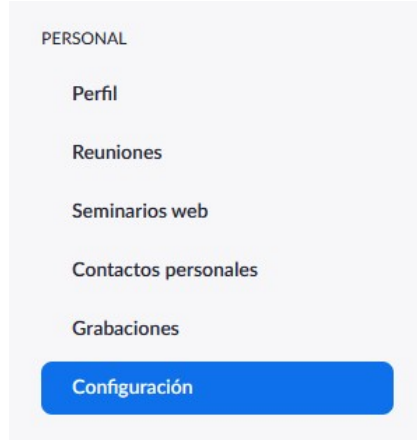 PERSONAL
Perfil
Reuniones
Seminarios web
Contactos personales
Grabaciones
Configuración